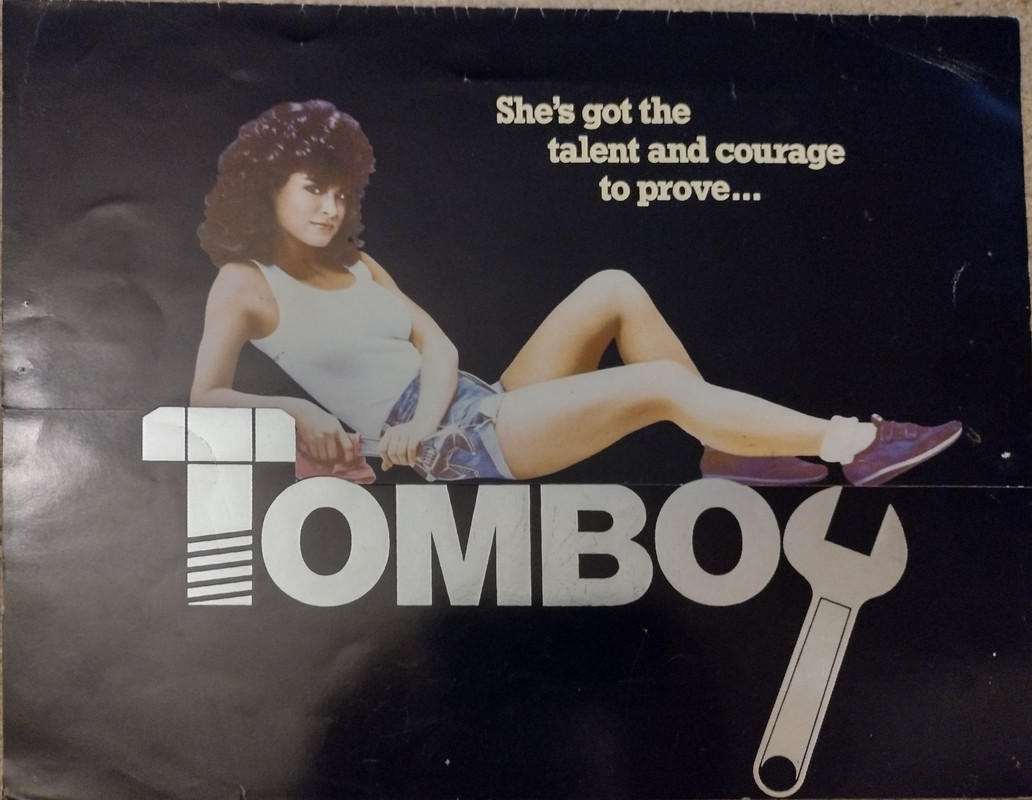 She's got the
talent and courage
to prove...
TOMBOY